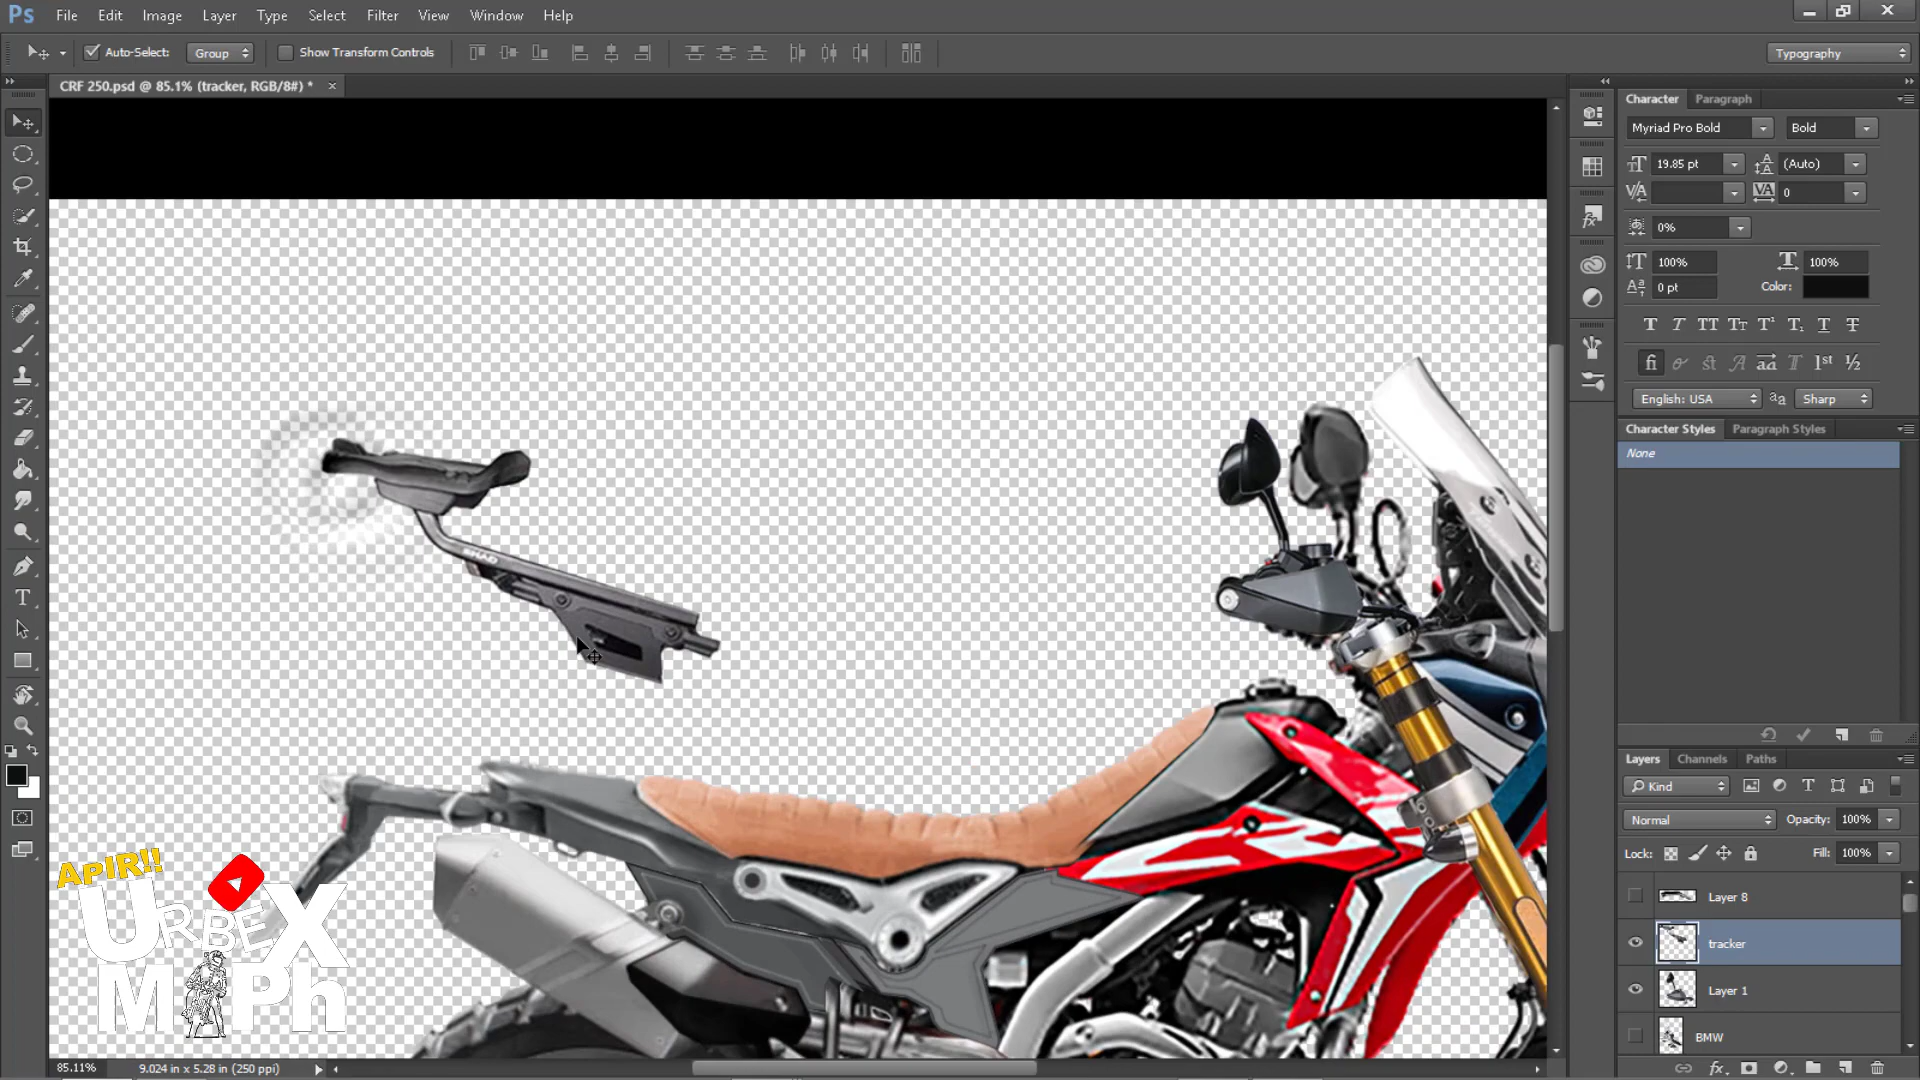 Ps File Edit Image Layer Type Select Filter View Window Help
Auto-Select: Group Show Transform Controls
Typography
CRF 250.psd @ 85.1% (tracker, RGB/8#) *
Character Paragraph
Myriad Pro Bold Bold
19.85 pt (Auto)
0
0%
100% 100%
0 pt Color:
English: USA Sharp
Character Styles Paragraph Styles
None
Layers Channels Paths
Kind
Normal Opacity: 100%
Lock: Fill: 100%
Layer 8
tracker
Layer 1
BMW
APIR!!
URBEX
MoPh
85.11% 9.024 in x 5.28 in (250 ppi)